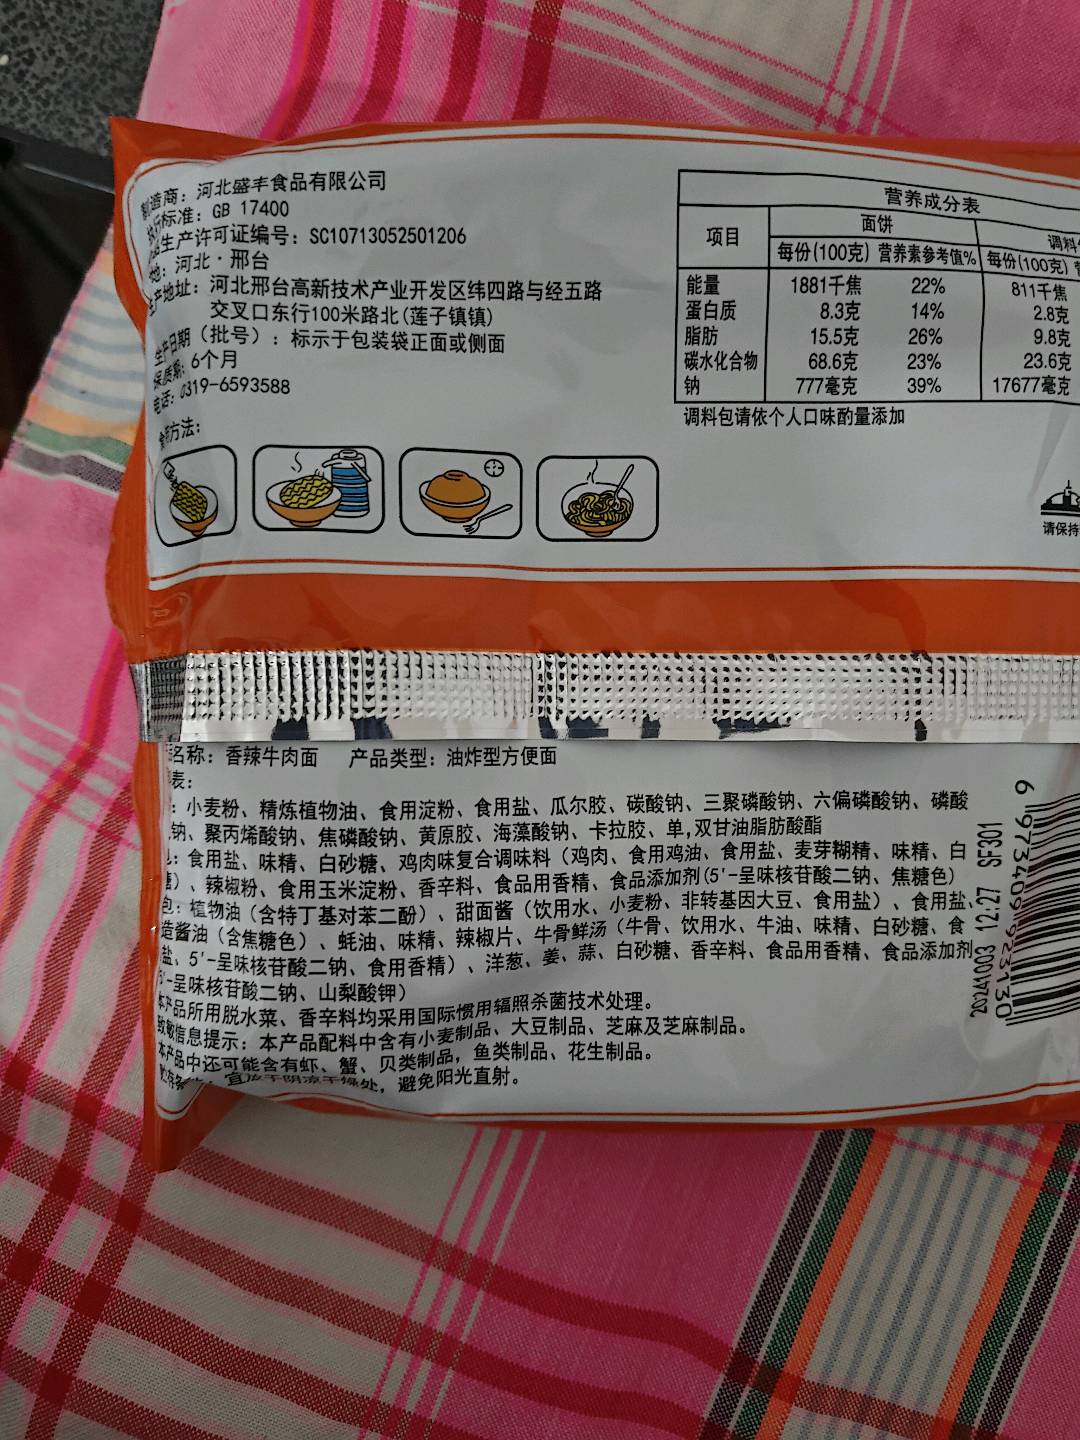 制造商：河北盛丰食品有限公司
执行标准：GB 17400
生产许可证编号：SC10713052501206
地：河北·邢台
生产地址：河北邢台高新技术产业开发区纬四路与经五路
交叉口东行100米路北(莲子镇镇)
生产日期（批号）：标示于包装袋正面或侧面
保质期：6个月
电话：0319-6593588
食用方法：
营养成分表
项目 面饼 调料
每份(100克) 营养素参考值% 每份(100克)
能量 1881千焦 22% 811千焦
蛋白质 8.3克 14% 2.8克
脂肪 15.5克 26% 9.8克
碳水化合物 68.6克 23% 23.6克
钠 777毫克 39% 17677毫克
调料包请依个人口味酌量添加
请保持
名称：香辣牛肉面 产品类型：油炸型方便面
表：
：小麦粉、精炼植物油、食用淀粉、食用盐、瓜尔胶、碳酸钠、三聚磷酸钠、六偏磷酸钠、磷酸
钠、聚丙烯酸钠、焦磷酸钠、黄原胶、海藻酸钠、卡拉胶、单,双甘油脂肪酸酯
：食用盐、味精、白砂糖、鸡肉味复合调味料（鸡肉、食用鸡油、食用盐、麦芽糊精、味精、白
糖）、辣椒粉、食用玉米淀粉、香辛料、食品用香精、食品添加剂(5'-呈味核苷酸二钠、焦糖色)
包：植物油（含特丁基对苯二酚）、甜面酱（饮用水、小麦粉、非转基因大豆、食用盐）、食用盐、
造酱油（含焦糖色）、蚝油、味精、辣椒片、牛骨鲜汤（牛骨、饮用水、牛油、味精、白砂糖、食
盐、5'-呈味核苷酸二钠、食用香精）、洋葱、姜、蒜、白砂糖、香辛料、食品用香精、食品添加剂
5'-呈味核苷酸二钠、山梨酸钾）
本产品所用脱水菜、香辛料均采用国际惯用辐照杀菌技术处理。
致敏信息提示：本产品配料中含有小麦制品、大豆制品、芝麻及芝麻制品。
本产品中还可能含有虾、蟹、贝类制品，鱼类制品、花生制品。
贮存条 宜放于阴凉干燥处，避免阳光直射。
20241003 12:27 SF301
6 973409 923130